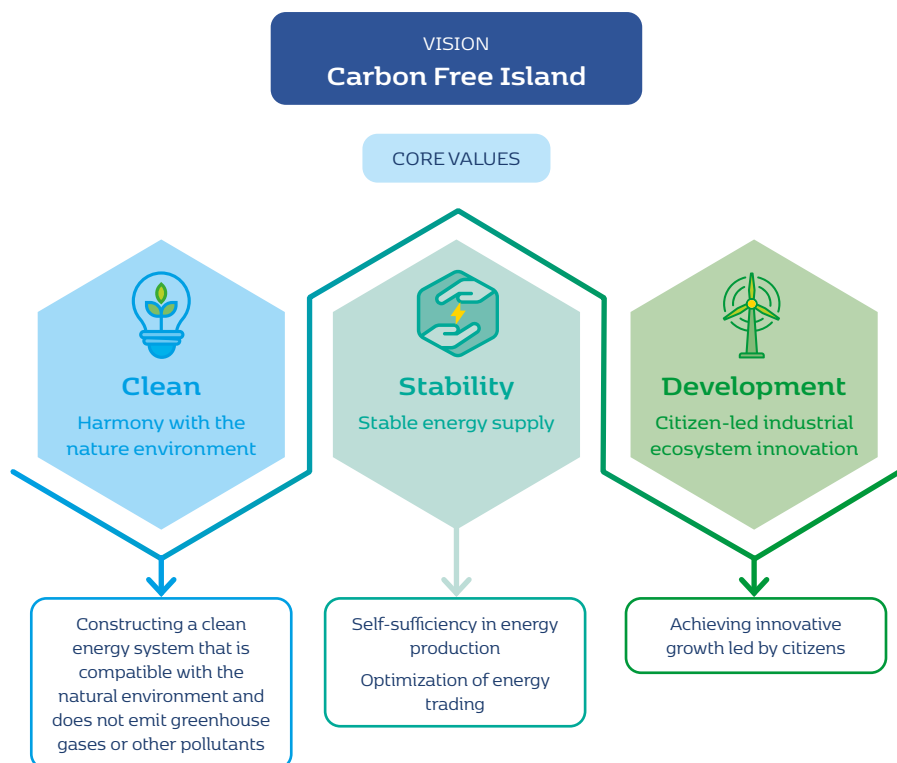 VISION
Carbon Free Island
CORE VALUES
Clean
Harmony with the
nature environment
Stability
Stable energy supply
Development
Citizen-led industrial
ecosystem innovation
Constructing a clean
energy system that is
compatible with the
natural environment and
does not emit greenhouse
gases or other pollutants
Self-sufficiency in energy
production
Optimization of energy
trading
Achieving innovative
growth led by citizens